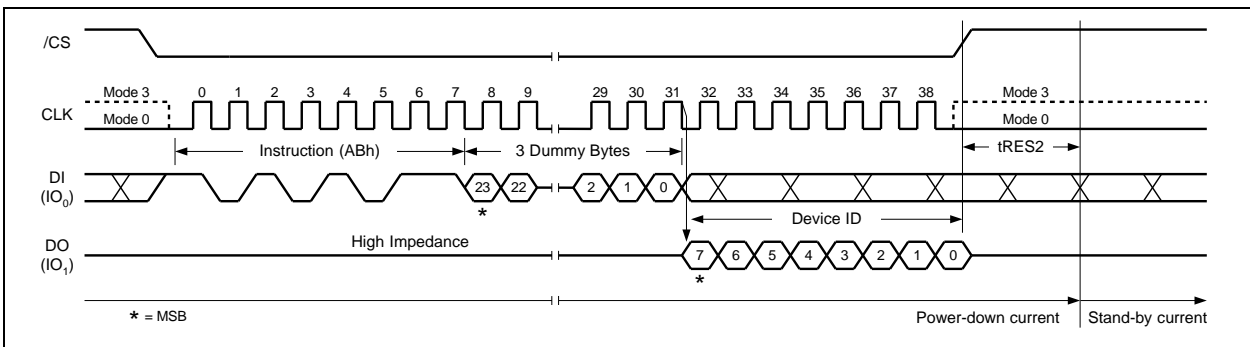 /CS
Mode 3 0 1 2 3 4 5 6 7 8 9 29 30 31 32 33 34 35 36 37 38 Mode 3
CLK
Mode 0 Mode 0
Instruction (ABh) 3 Dummy Bytes tRES2
DI
(IO0) 23 22 2 1 0
* Device ID
High Impedance
DO
(IO1) 7 6 5 4 3 2 1 0
*
* = MSB Power-down current Stand-by current